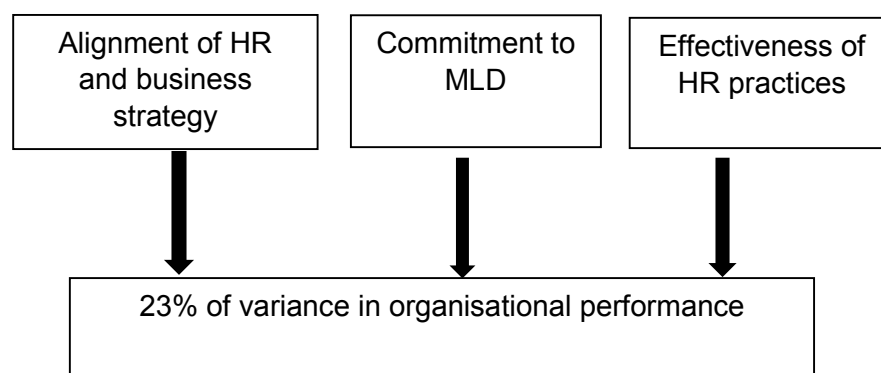 Alignment of HR
and business
strategy
Commitment to
MLD
Effectiveness of
HR practices
23% of variance in organisational performance